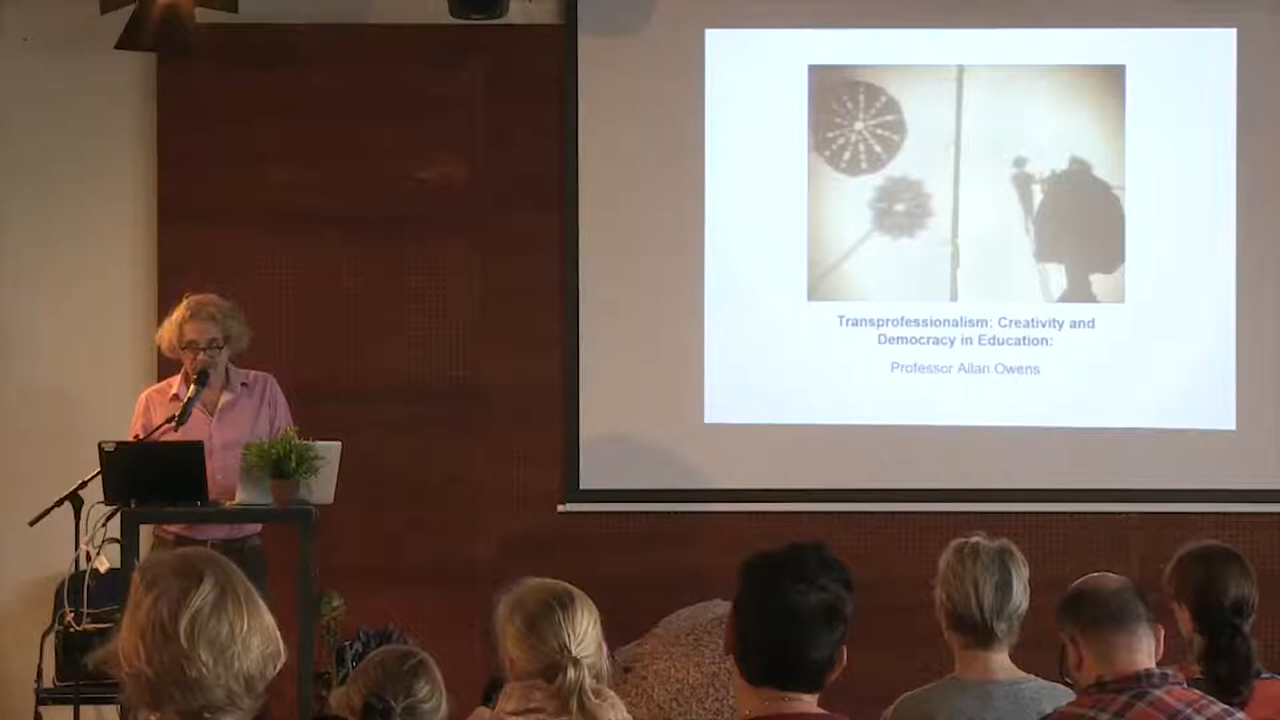 Transprofessionalism: Creativity and
Democracy in Education:
Professor Allan Owens